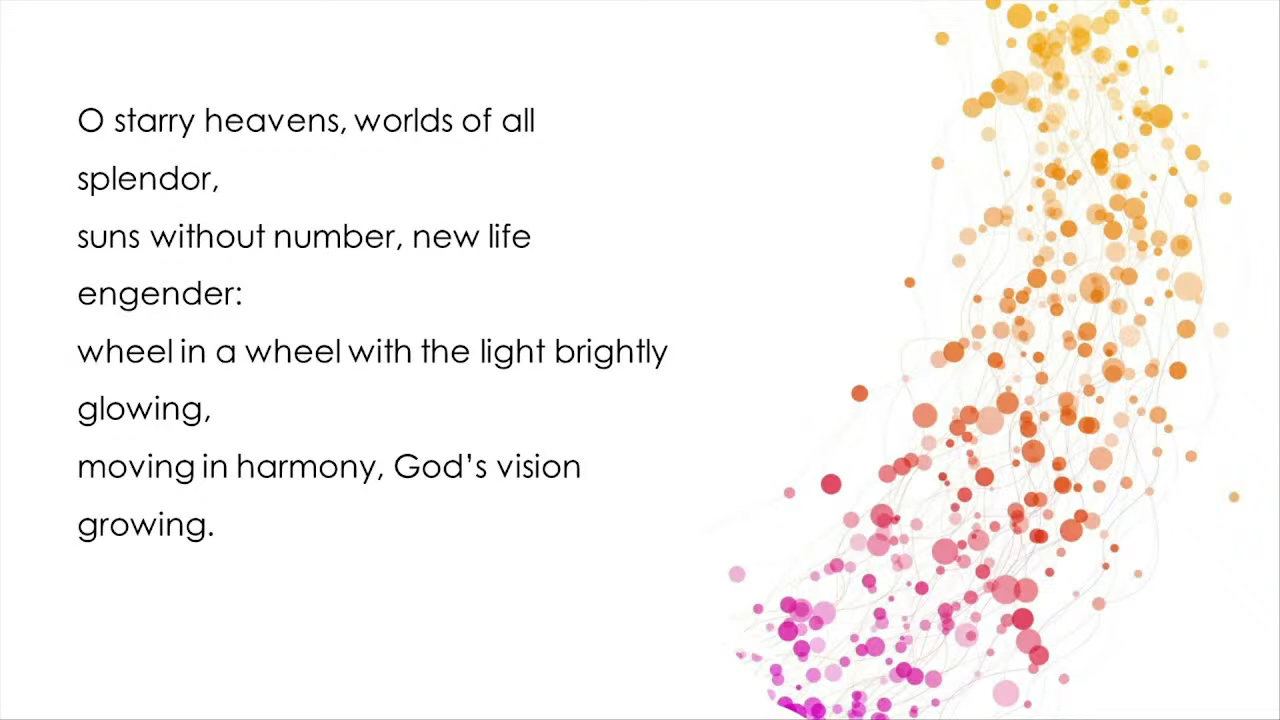 O starry heavens, worlds of all
splendor,
suns without number, new life
engender:
wheel in a wheel with the light brightly
glowing,
moving in harmony, God’s vision
growing.